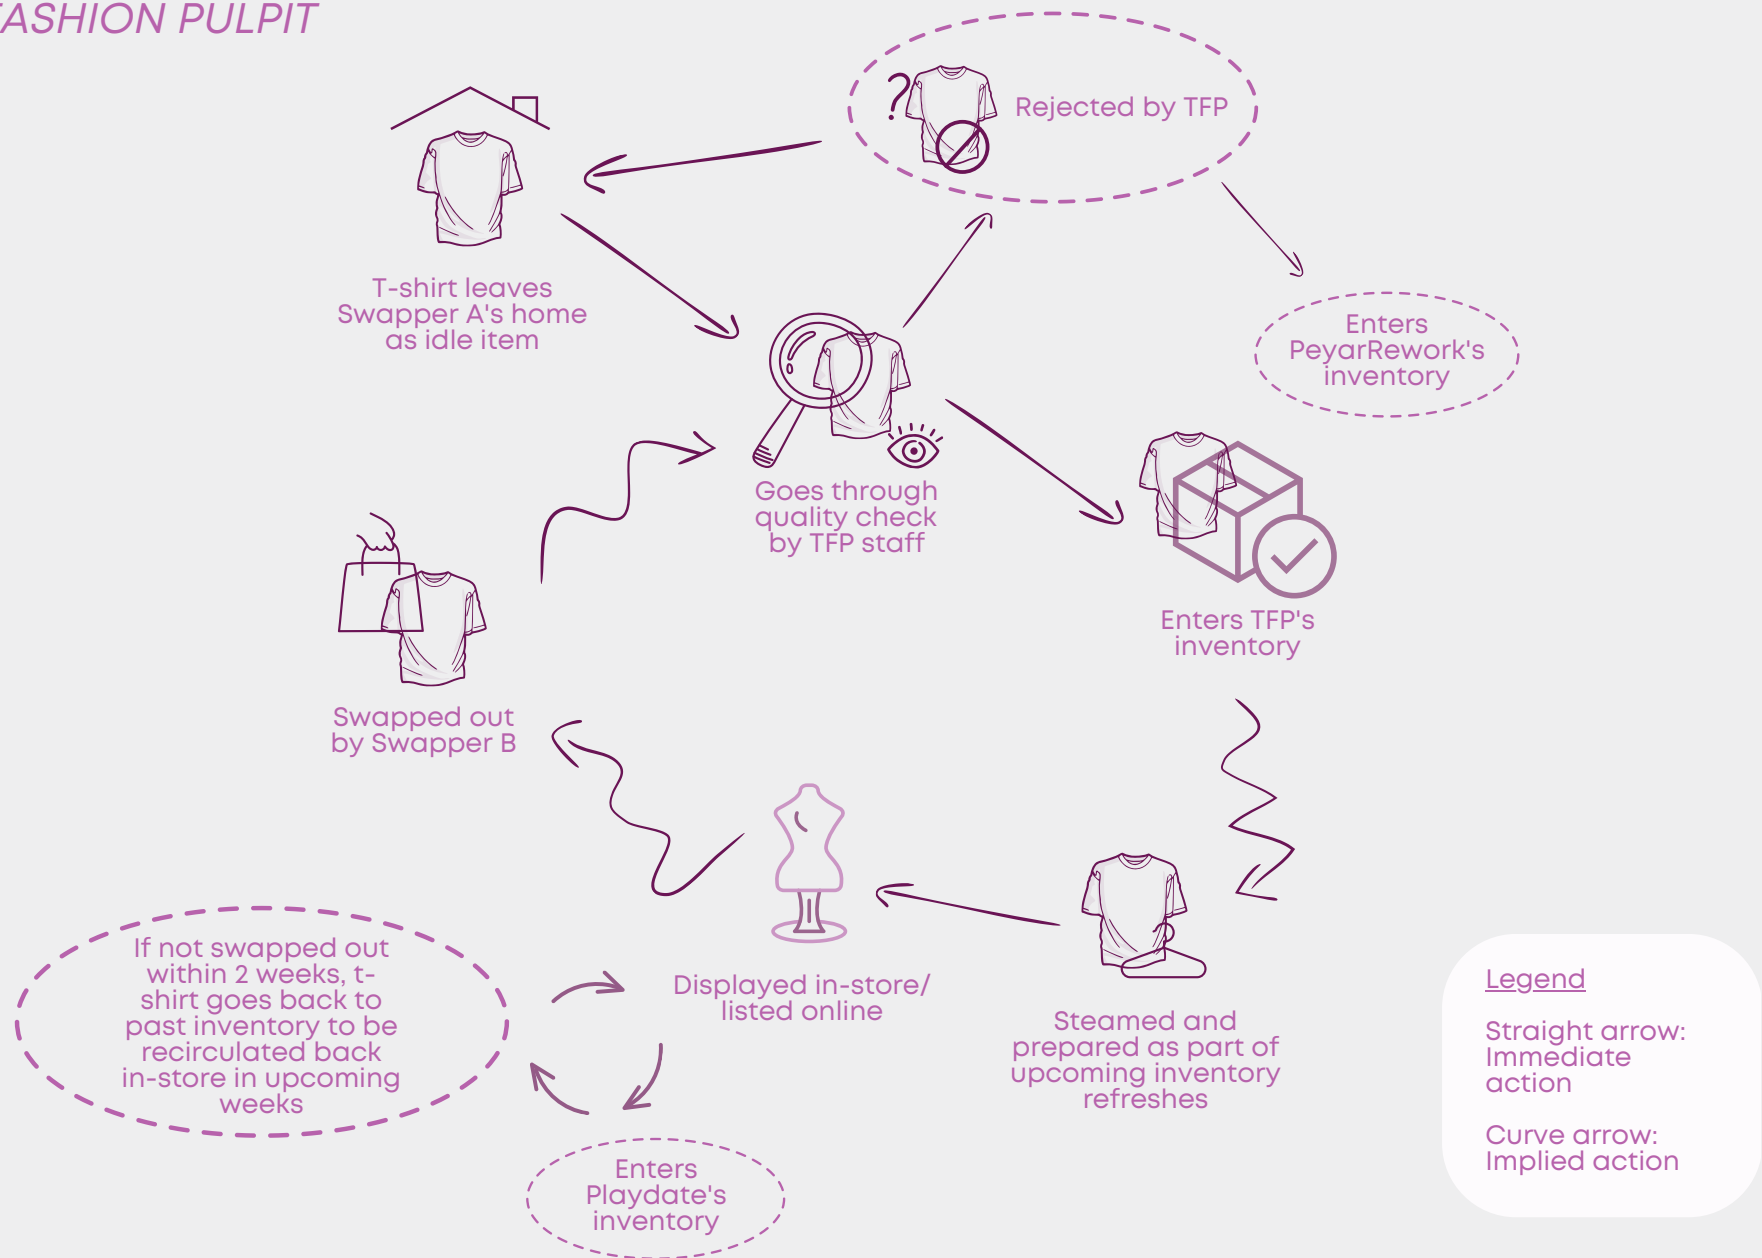 FASHION PULPIT
Rejected by TFP
T-shirt leaves
Swapper A's home
as idle item
Enters
PeyarRework's
inventory
Goes through
quality check
by TFP staff
Enters TFP's
inventory
Swapped out
by Swapper B
If not swapped out
within 2 weeks, t-
shirt goes back to
past inventory to be
recirculated back
in-store in upcoming
weeks
Displayed in-store/
listed online
Steamed and
prepared as part of
upcoming inventory
refreshes
Enters
Playdate's
inventory
Legend
Straight arrow:
Immediate
action
Curve arrow:
Implied action